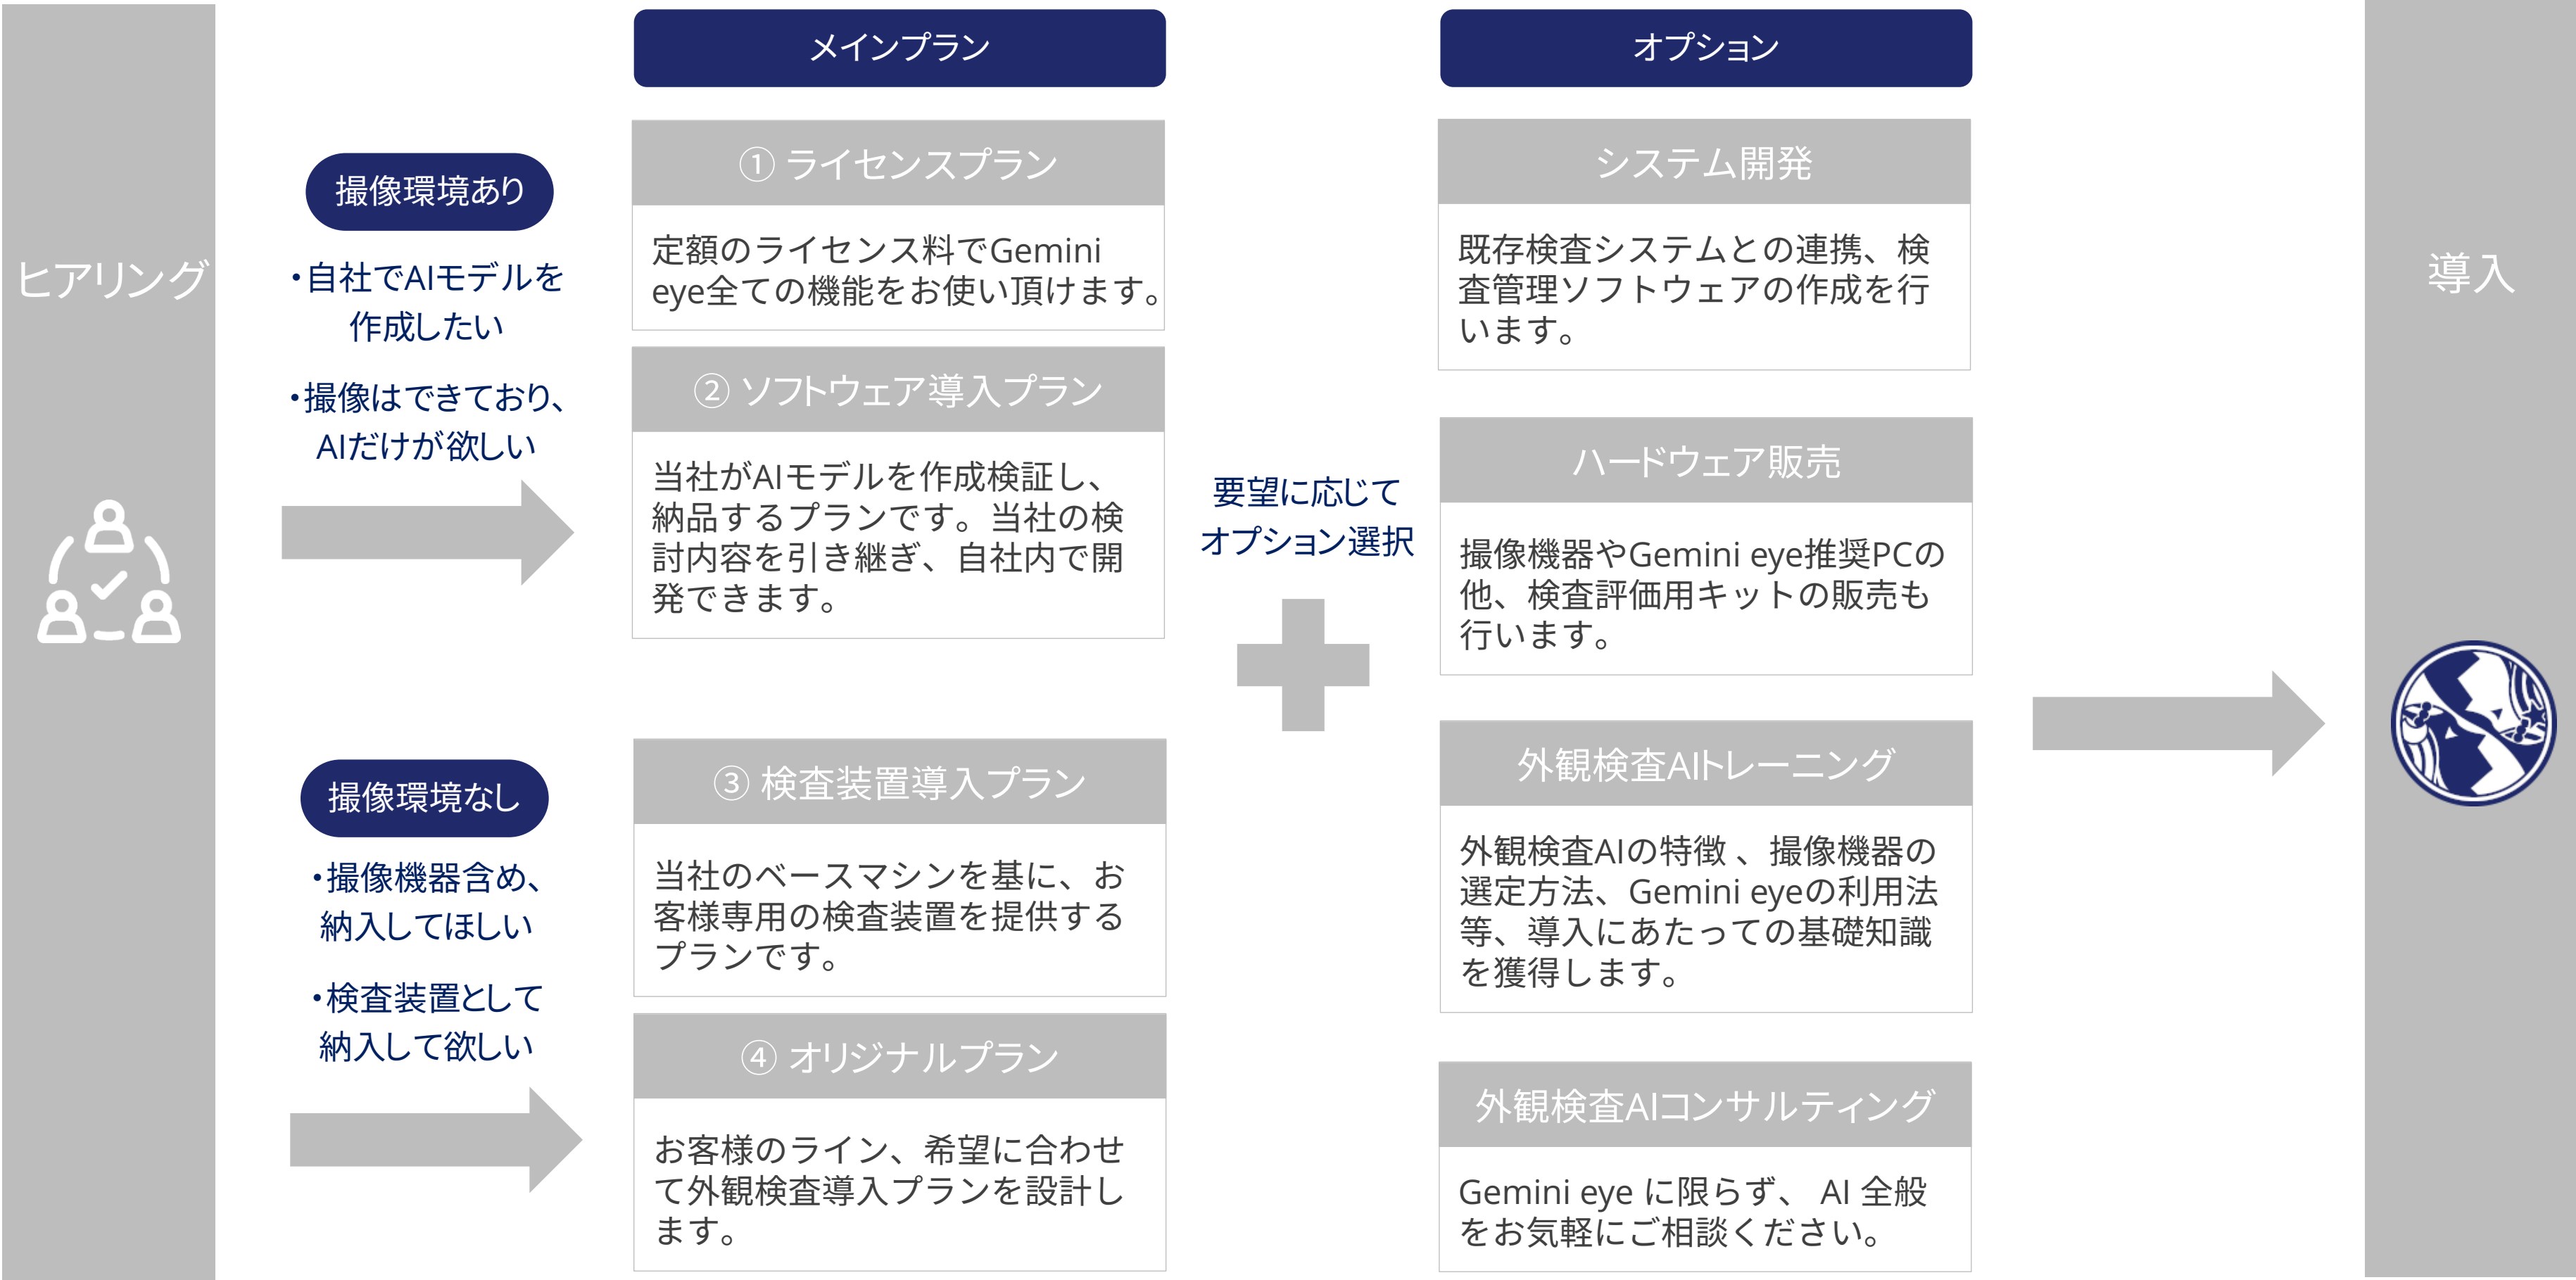 ヒアリング
撮像環境あり
・自社でAIモデルを
作成したい
・撮像はできており、
AIだけが欲しい
撮像環境なし
・撮像機器含め、
納入してほしい
・検査装置として
納入して欲しい
メインプラン
① ライセンスプラン
定額のライセンス料でGemini
eye全ての機能をお使い頂けます。
② ソフトウェア導入プラン
当社がAIモデルを作成検証し、
納品するプランです。当社の検
討内容を引き継ぎ、自社内で開
発できます。
③ 検査装置導入プラン
当社のベースマシンを基に、お
客様専用の検査装置を提供する
プランです。
④ オリジナルプラン
お客様のライン、希望に合わせ
て外観検査導入プランを設計し
ます。
要望に応じて
オプション選択
オプション
システム開発
既存検査システムとの連携、検
査管理ソフトウェアの作成を行
います。
ハードウェア販売
撮像機器やGemini eye推奨PCの
他、検査評価用キットの販売も
行います。
外観検査AIトレーニング
外観検査AIの特徴 、撮像機器の
選定方法、Gemini eyeの利用法
等、導入にあたっての基礎知識
を獲得します。
外観検査AIコンサルティング
Gemini eye に限らず、 AI 全般
をお気軽にご相談ください。
導入